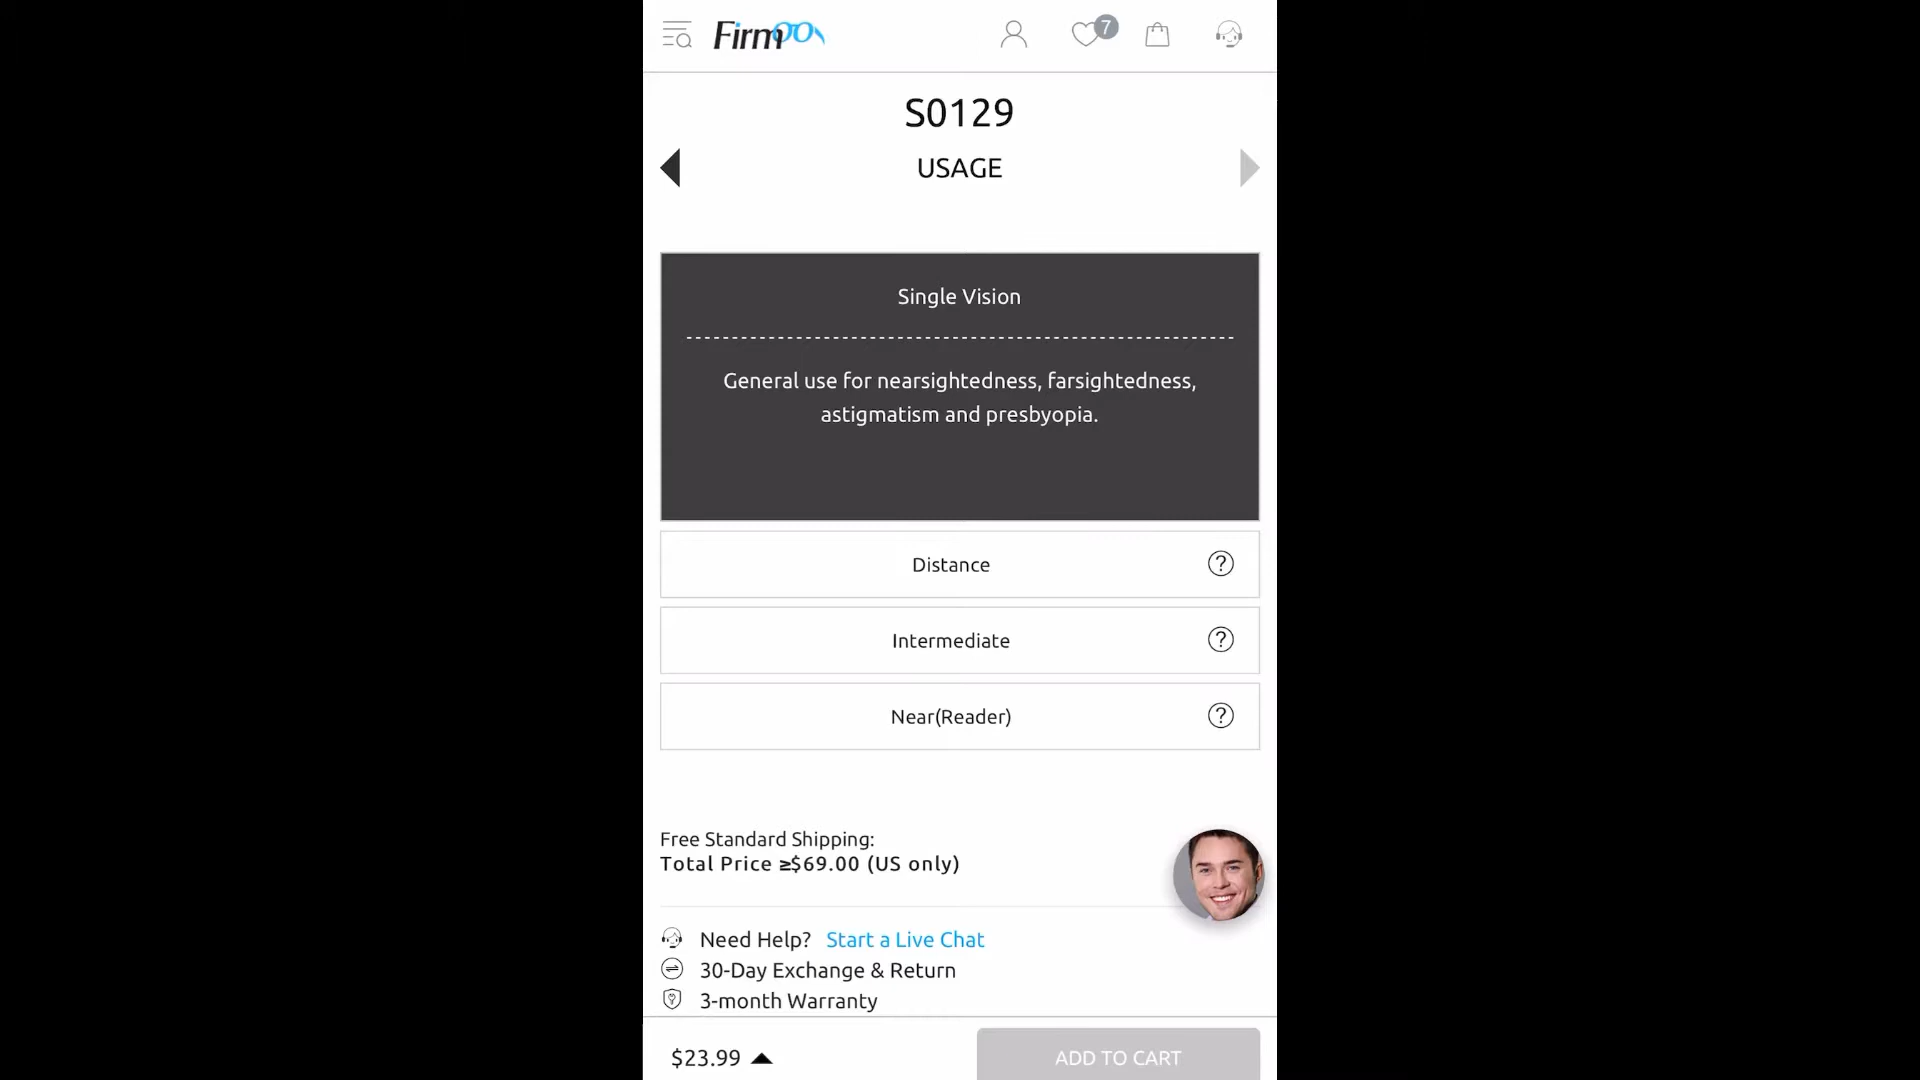 Firmoo
7
S0129
USAGE
Single Vision
General use for nearsightedness, farsightedness,
astigmatism and presbyopia.
Distance ?
Intermediate ?
Near(Reader) ?
Free Standard Shipping:
Total Price ≥$69.00 (US only)
Need Help? Start a Live Chat
30-Day Exchange & Return
3-month Warranty
$23.99 ADD TO CART